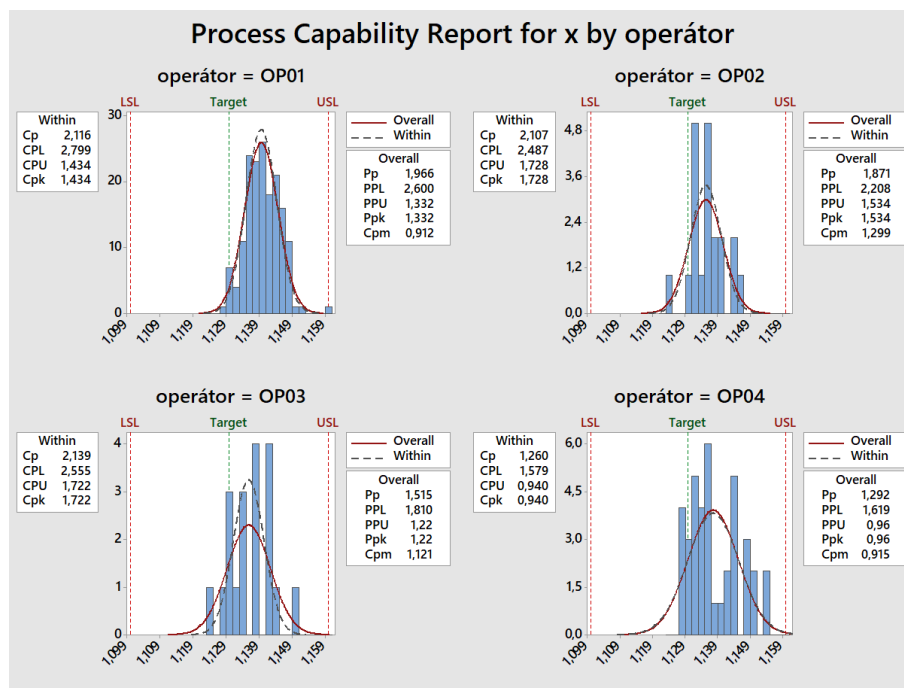 Process Capability Report for x by operátor
operátor = OP01
LSL Target USL
Within
Cp 2,116
CPL 2,799
CPU 1,434
Cpk 1,434
30
20
10
0
1,099 1,109 1,119 1,129 1,139 1,149 1,159
Overall
Within
Overall
Pp 1,966
PPL 2,600
PPU 1,332
Ppk 1,332
Cpm 0,912
operátor = OP02
LSL Target USL
Within
Cp 2,107
CPL 2,487
CPU 1,728
Cpk 1,728
4,8
3,6
2,4
1,2
0,0
1,099 1,109 1,119 1,129 1,139 1,149 1,159
Overall
Within
Overall
Pp 1,871
PPL 2,208
PPU 1,534
Ppk 1,534
Cpm 1,299
operátor = OP03
LSL Target USL
Within
Cp 2,139
CPL 2,555
CPU 1,722
Cpk 1,722
4
3
2
1
0
1,099 1,109 1,119 1,129 1,139 1,149 1,159
Overall
Within
Overall
Pp 1,515
PPL 1,810
PPU 1,22
Ppk 1,22
Cpm 1,121
operátor = OP04
LSL Target USL
Within
Cp 1,260
CPL 1,579
CPU 0,940
Cpk 0,940
6,0
4,5
3,0
1,5
0,0
1,099 1,109 1,119 1,129 1,139 1,149 1,159
Overall
Within
Overall
Pp 1,292
PPL 1,619
PPU 0,96
Ppk 0,96
Cpm 0,915